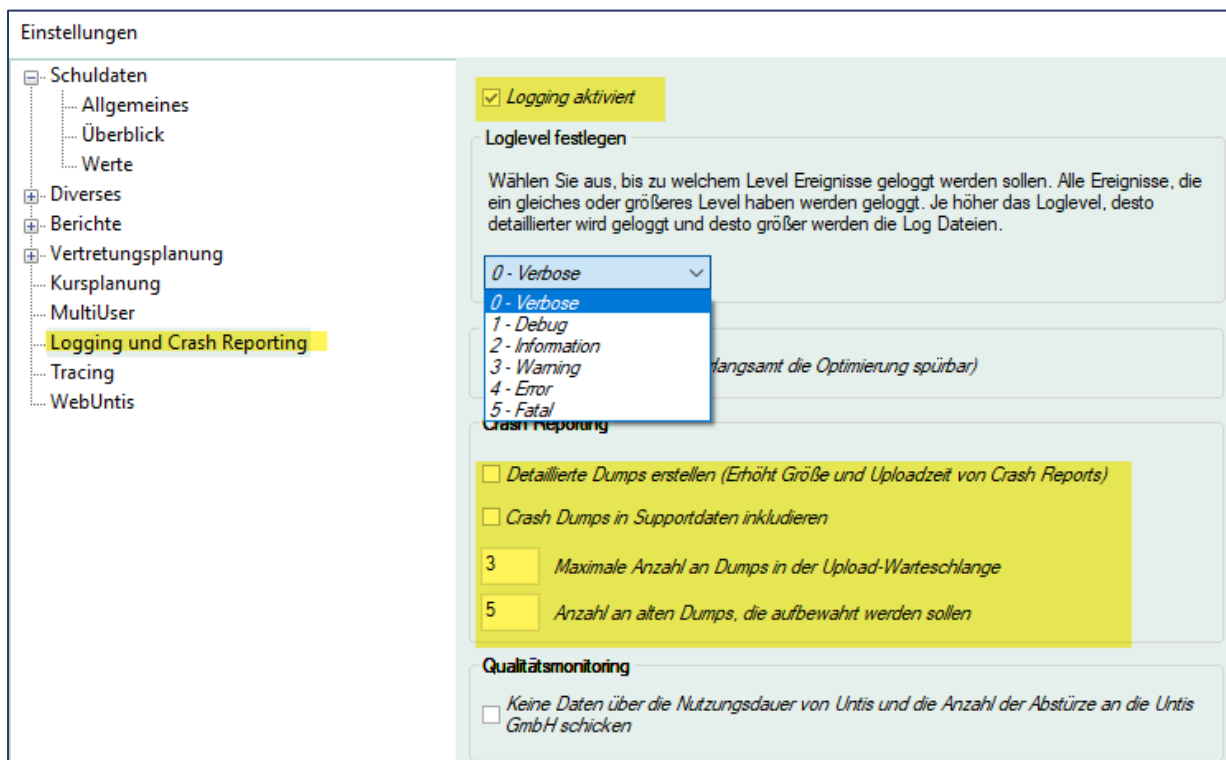 Einstellungen
Schuldaten
Allgemeines
Überblick
Werte
Diverses
Berichte
Vertretungsplanung
Kursplanung
MultiUser
Logging und Crash Reporting
Tracing
WebUntis
Logging aktiviert
Loglevel festlegen
Wählen Sie aus, bis zu welchem Level Ereignisse geloggt werden sollen. Alle Ereignisse, die
ein gleiches oder größeres Level haben werden geloggt. Je höher das Loglevel, desto
detaillierter wird geloggt und desto größer werden die Log Dateien.
0 - Verbose
0 - Verbose
1 - Debug
2 - Information
3 - Warning
4 - Error
5 - Fatal
die Optimierung spürbar)
Crash Reporting
Detaillierte Dumps erstellen (Erhöht Größe und Uploadzeit von Crash Reports)
Crash Dumps in Supportdaten inkludieren
3 Maximale Anzahl an Dumps in der Upload-Warteschlange
5 Anzahl an alten Dumps, die aufbewahrt werden sollen
Qualitätsmonitoring
Keine Daten über die Nutzungsdauer von Untis und die Anzahl der Abstürze an die Untis
GmbH schicken